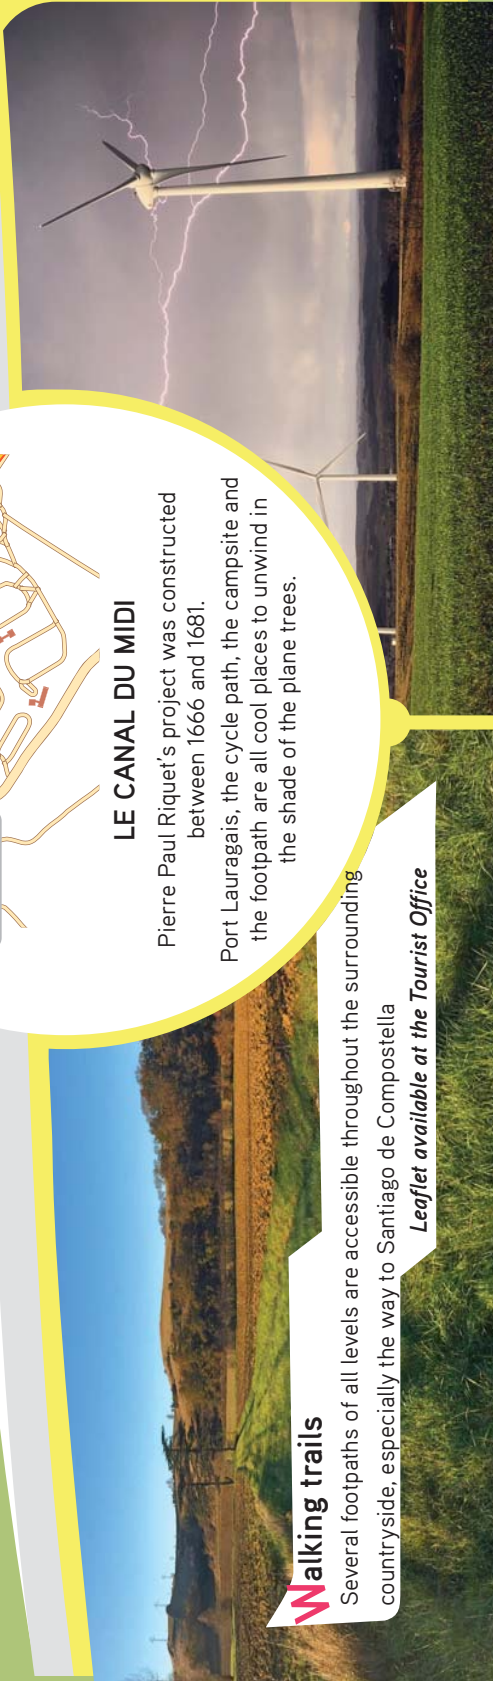 LE CANAL DU MIDI
Pierre Paul Riquet’s project was constructed
between 1666 and 1681.
Port Lauragais, the cycle path, the campsite and
the footpath are all cool places to unwind in
the shade of the plane trees.
Walking trails
Several footpaths of all levels are accessible throughout the surrounding
countryside, especially the way to Santiago de Compostella
Leaflet available at the Tourist Office